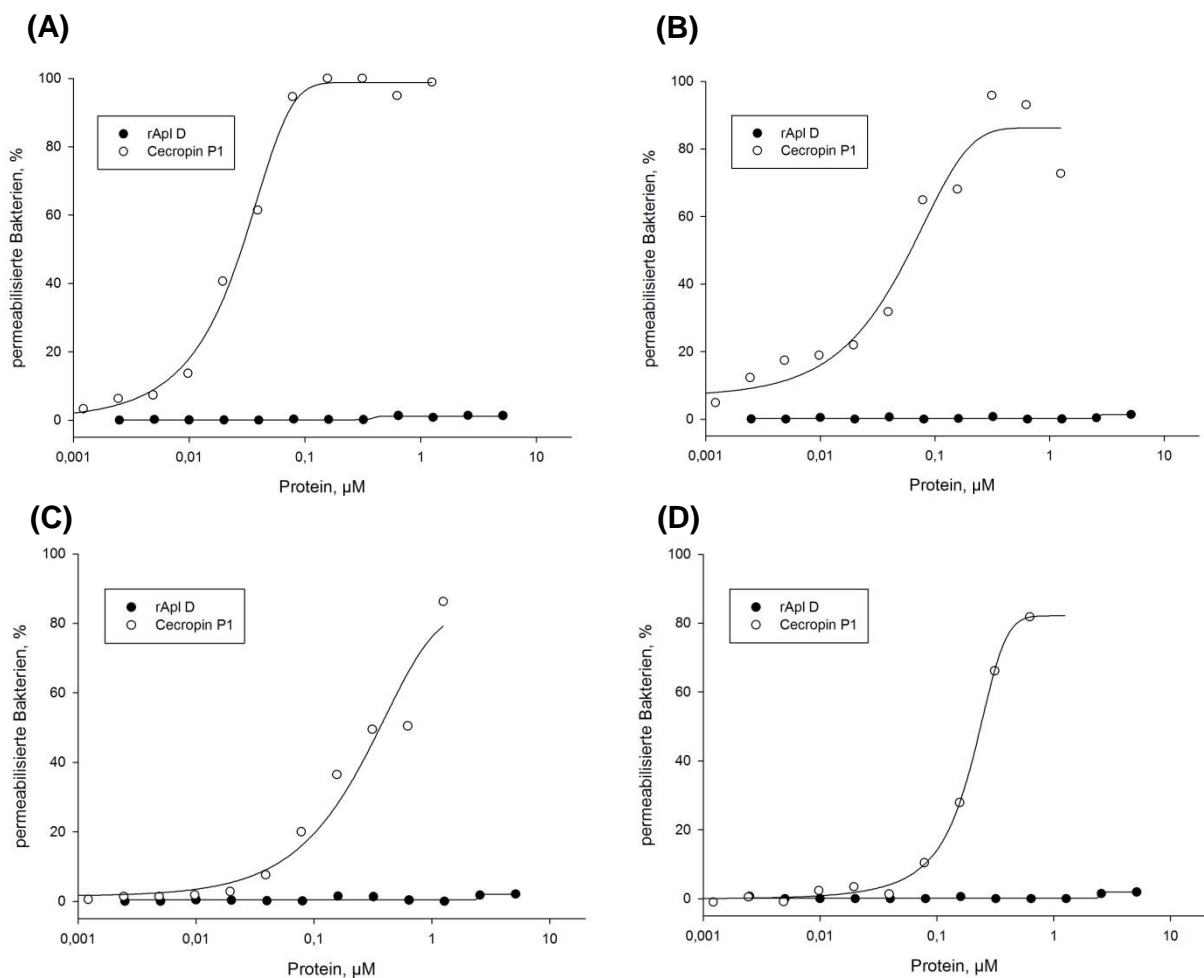 (A)
permeabilisierte Bakterien, %
100
80
60
40
20
0
rApl D
Cecropin P1
0,001
0,01
0,1
1
10
Protein, µM
(B)
permeabilisierte Bakterien, %
100
80
60
40
20
0
rApl D
Cecropin P1
0,001
0,01
0,1
1
10
Protein, µM
(C)
permeabilisierte Bakterien, %
100
80
60
40
20
0
rApl D
Cecropin P1
0,001
0,01
0,1
1
10
Protein, µM
(D)
permeabilisierte Bakterien, %
100
80
60
40
20
0
rApl D
Cecropin P1
0,001
0,01
0,1
1
10
Protein, µM